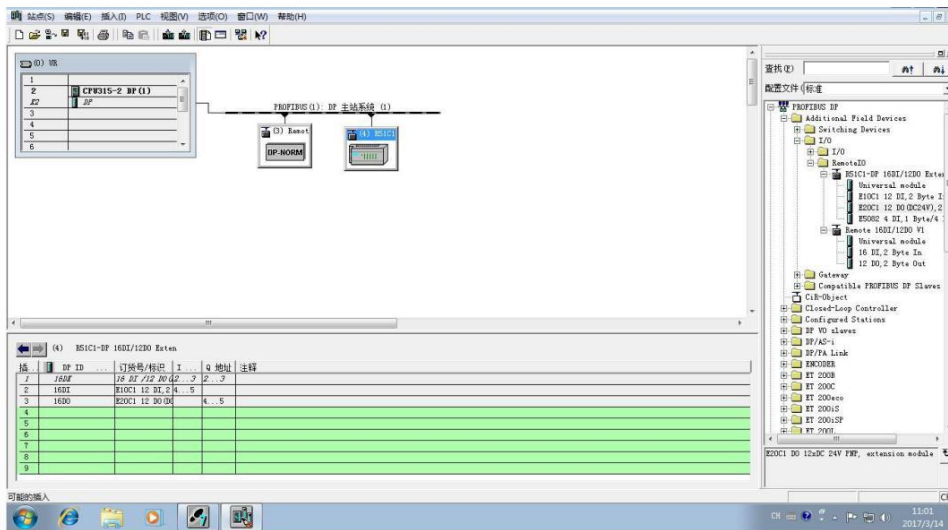 站点(S) 编辑(E) 插入(I) PLC 视图(V) 选项(O) 窗口(W) 帮助(H)
(0) UR
1
2 CPU315-2 DP(1)
X2 DP
3
4
5
6
PROFIBUS(1): DP 主站系统 (1)
(3) Remot
DP-NORM
(4) B51C1
查找(F)
配置文件 标准
PROFIBUS DP
Additional Field Devices
Switching Devices
I/O
I/O
RemoteIO
B51C1-DP 16DI/12DO Exten
Universal module
E10C1 12 DI,2 Byte I
E20C1 12 DO(DC24V),2
E5082 4 DI,1 Byte/4
Remote 16DI/12DO V1
Universal module
16 DI,2 Byte In
12 DO,2 Byte Out
Gateway
Compatible PROFIBUS DP Slaves
CiR-Object
Closed-Loop Controller
Configured Stations
DP V0 slaves
DP/AS-i
DP/PA Link
ENCODER
ET 200B
ET 200C
ET 200eco
ET 200iS
ET 200iSP
ET 200L
(4) B51C1-DP 16DI/12DO Exten
插... DP ID ... 订货号/标识 I... Q 地址 注释
1 16DI 16 DI /12 DO 2...3 2...3
2 16DI E10C1 12 DI,2 4...5
3 16DO E20C1 12 DO(DC 4...5
4
5
6
7
8
9
E20C1 DO 12xDC 24V PNP, extension module
可能的插入
CH
11:01
2017/3/14